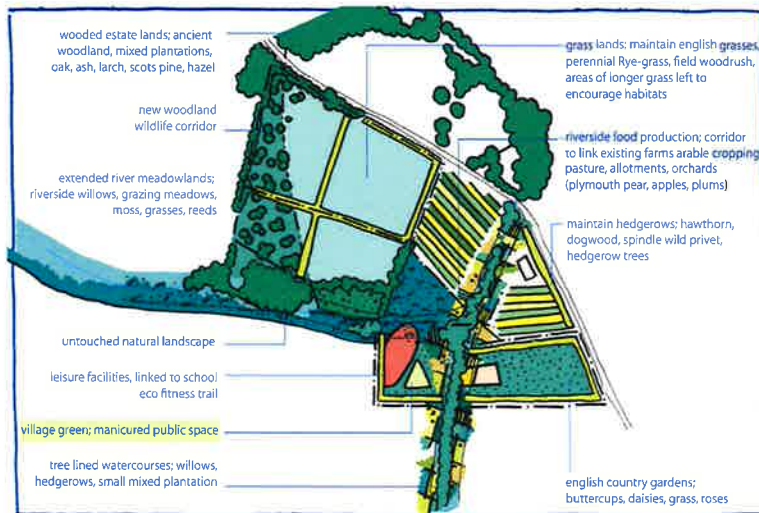 wooded estate lands; ancient
woodland, mixed plantations,
oak, ash, larch, scots pine, hazel
new woodland
wildlife corridor
extended river meadowlands;
riverside willows, grazing meadows,
moss, grasses, reeds
untouched natural landscape
leisure facilities, linked to school
eco fitness trail
village green; manicured public space
tree lined watercourses; willows,
hedgerows, small mixed plantation
grass lands; maintain english grasses,
perennial Rye-grass, field woodrush,
areas of longer grass left to
encourage habitats
riverside food production; corridor
to link existing farms arable cropping
pasture, allotments, orchards
(plymouth pear, apples, plums)
maintain hedgerows; hawthorn,
dogwood, spindle wild privet,
hedgerow trees
english country gardens;
buttercups, daisies, grass, roses